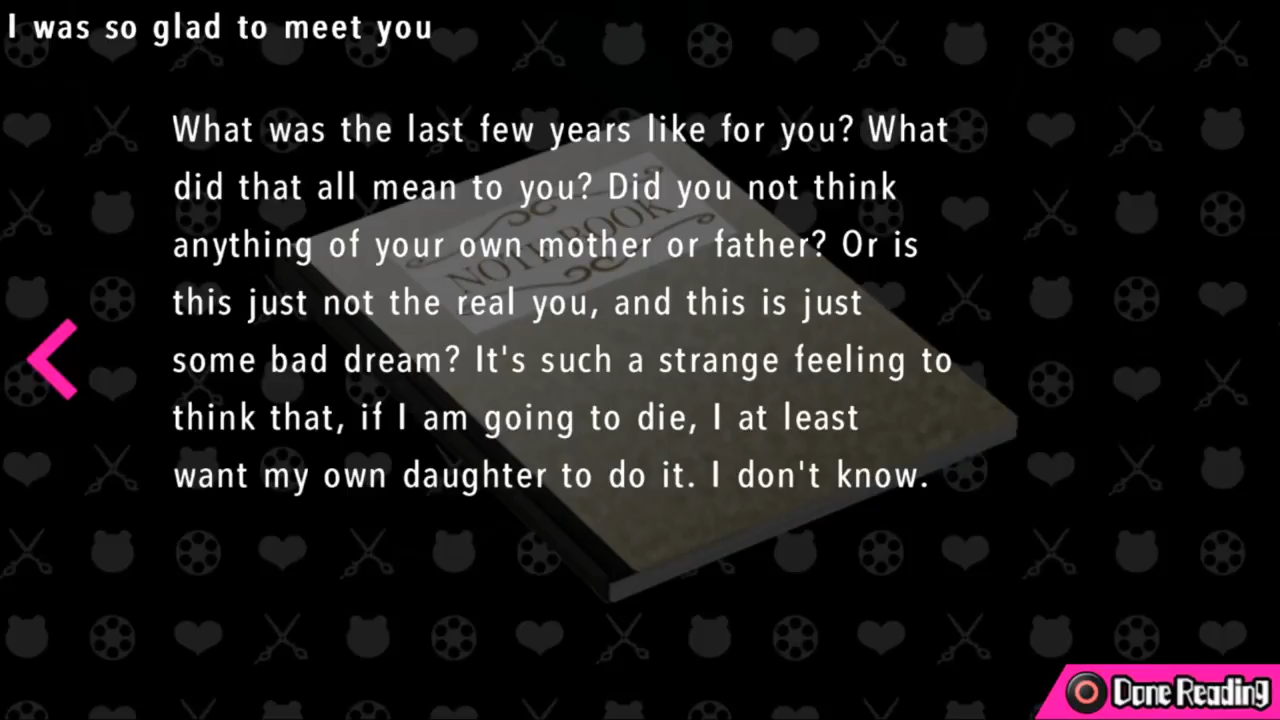 I was so glad to meet you
What was the last few years like for you? What
did that all mean to you? Did you not think
anything of your own mother or father? Or is
this just not the real you, and this is just
some bad dream? It's such a strange feeling to
think that, if I am going to die, I at least
want my own daughter to do it. I don't know.
NOTEBOOK
Done Reading